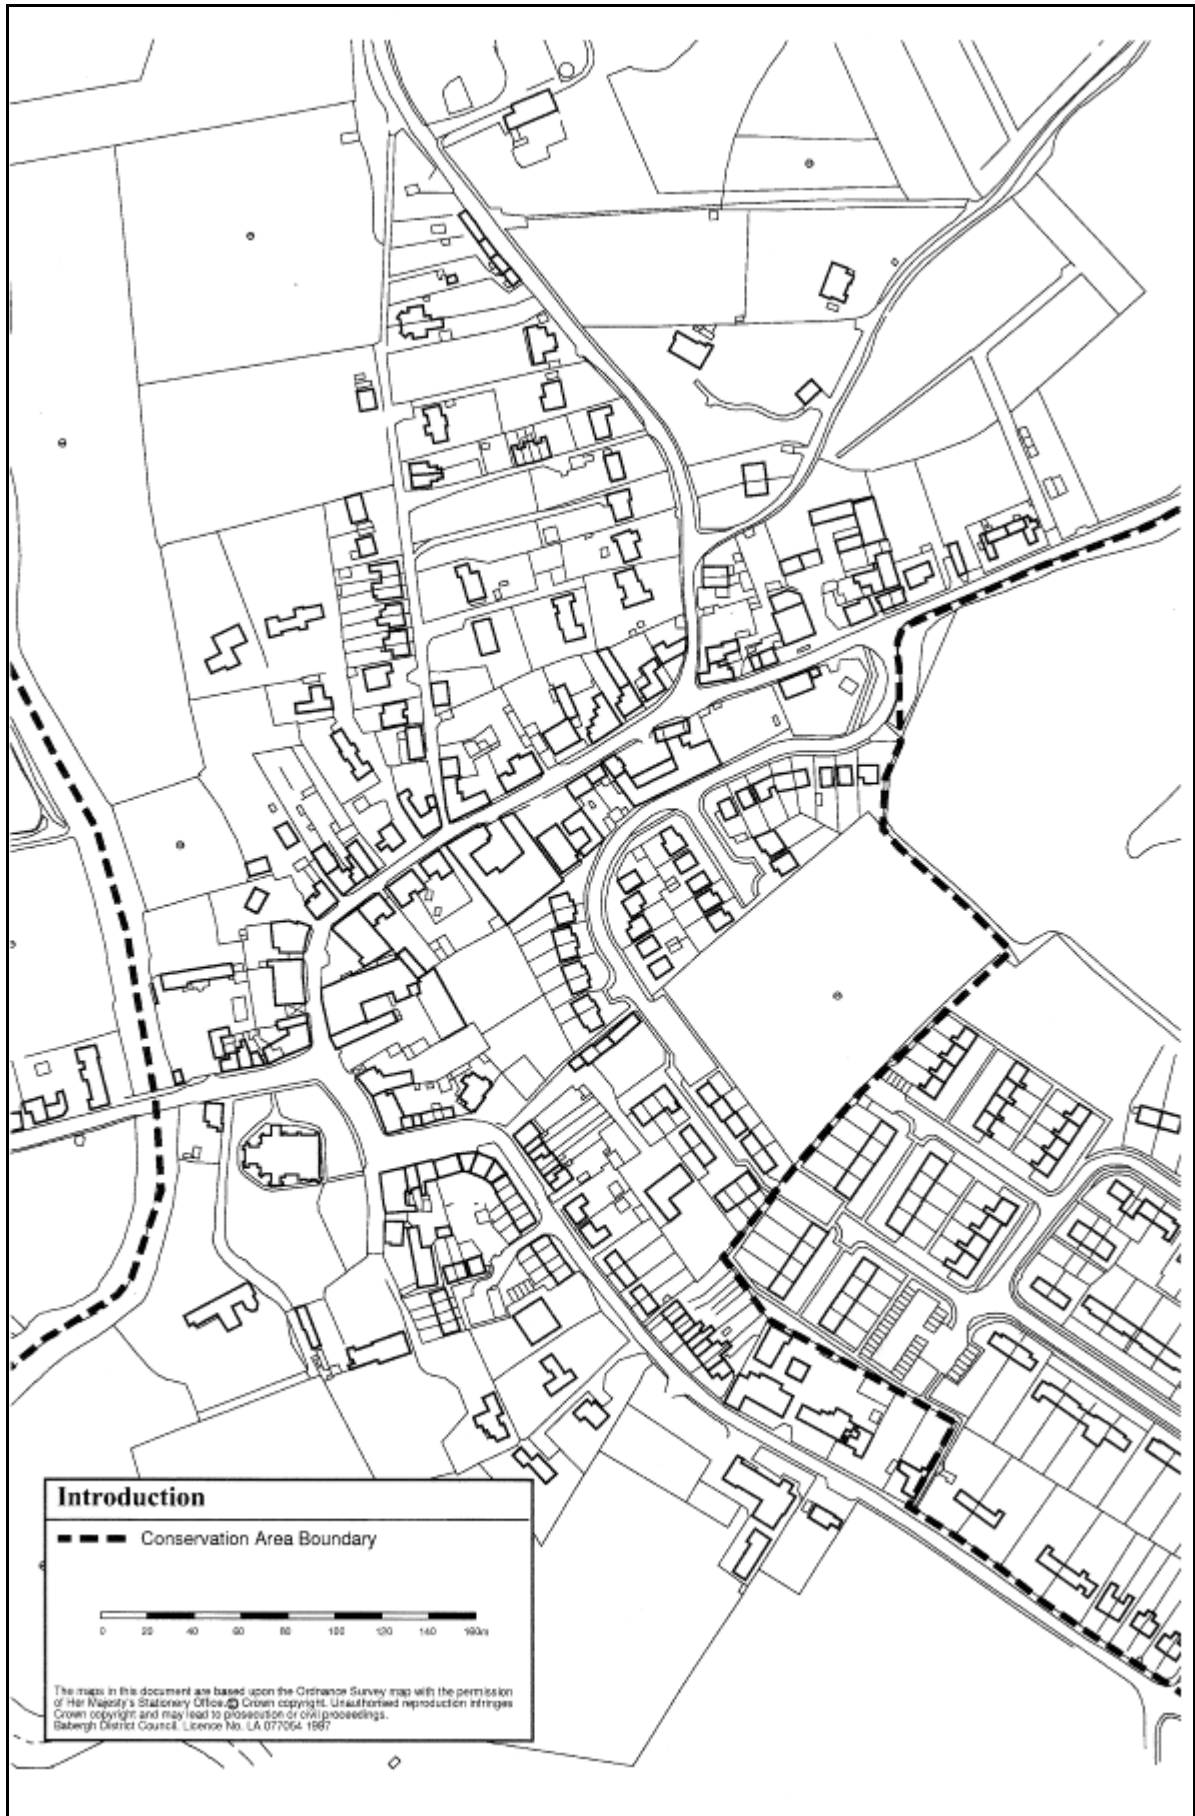 Introduction
Conservation Area Boundary
0 20 40 60 80 100 120 140 160m
The maps in this document are based upon the Ordnance Survey map with the permission
of Her Majesty's Stationery Office.© Crown copyright. Unauthorised reproduction infringes
Crown copyright and may lead to prosecution or civil proceedings.
Babergh District Council. Licence No. LA 077054 1997